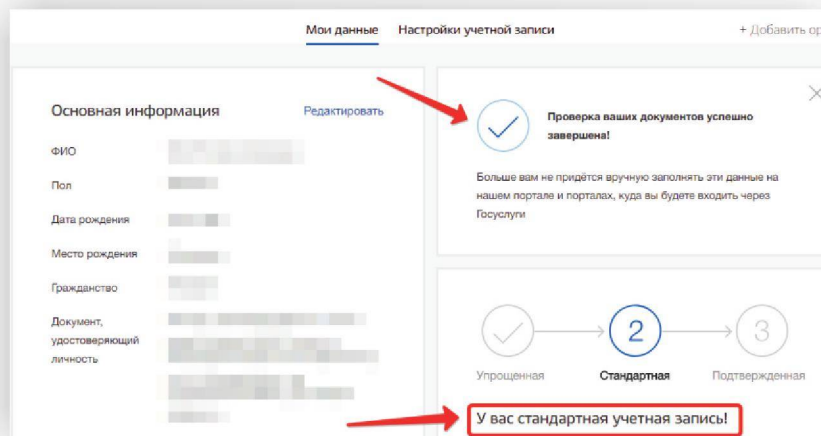 Мои данные
Настройки учетной записи
+ Добавить ор
Основная информация
Редактировать
ФИО
Пол
Дата рождения
Место рождения
Гражданство
Документ,
удостоверяющий
личность
Проверка ваших документов успешно
завершена!
Больше вам не придётся вручную заполнять эти данные на
нашем портале и порталах, куда вы будете входить через
Госуслуги
2
3
Упрощенная
Стандартная
Подтвержденная
У вас стандартная учетная запись!